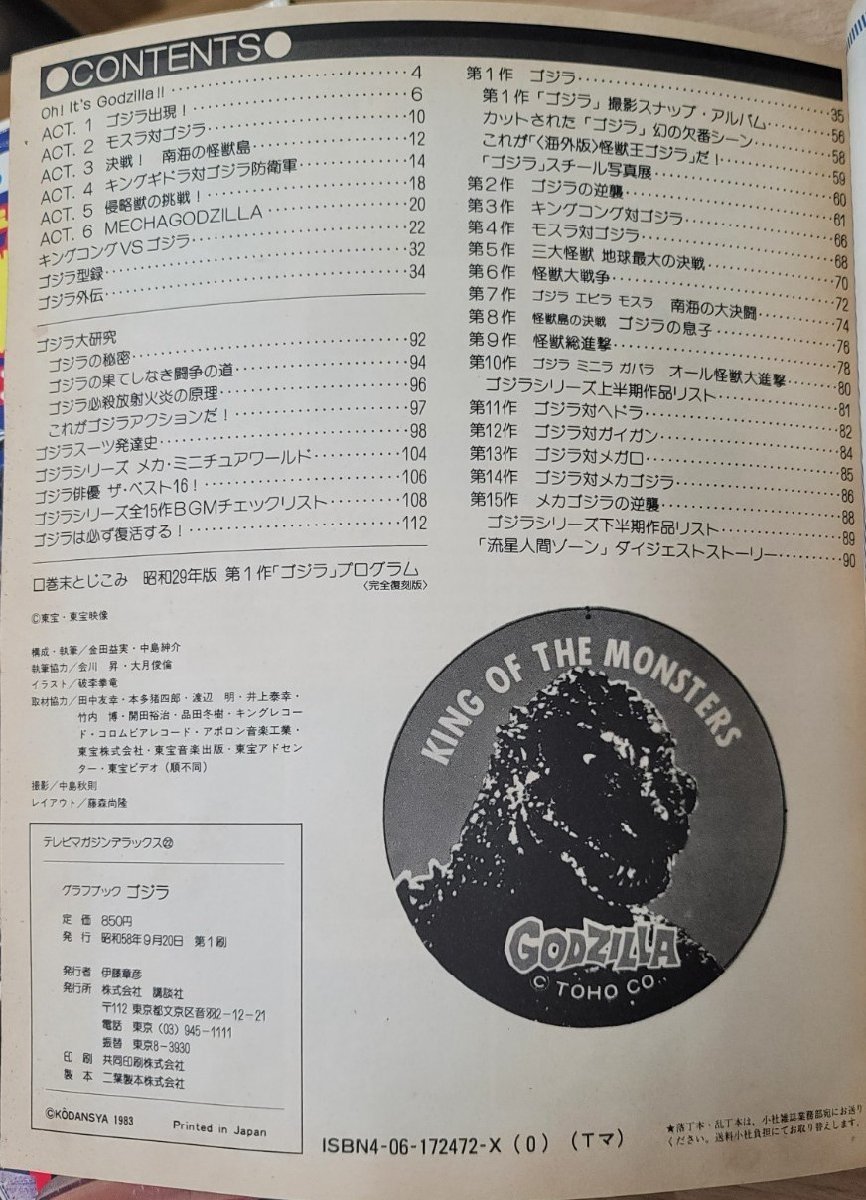 ●CONTENTS●
Oh! It's Godzilla!!・・・・・・・・・・4
ACT. 1 ゴジラ出現!・・・・・・・・・・6
ACT. 2 モスラ対ゴジラ・・・・・・・・・・10
ACT. 3 決戦! 南海の怪獣島・・・・・・・・・・12
ACT. 4 キングギドラ対ゴジラ防衛軍・・・・・・・・・・14
ACT. 5 侵略獣の挑戦!・・・・・・・・・・18
ACT. 6 MECHAGODZILLA・・・・・・・・・・20
キングコングVSゴジラ・・・・・・・・・・22
ゴジラ型録・・・・・・・・・・32
ゴジラ外伝・・・・・・・・・・34
ゴジラ大研究
ゴジラの秘密・・・・・・・・・・92
ゴジラの果てしなき闘争の道・・・・・・・・・・94
ゴジラ必殺放射火炎の原理・・・・・・・・・・96
これがゴジラアクションだ!・・・・・・・・・・97
ゴジラスーツ発達史・・・・・・・・・・98
ゴジラシリーズ メカ・ミニチュアワールド・・・・・・・・・・104
ゴジラ俳優 ザ・ベスト16!・・・・・・・・・・106
ゴジラシリーズ全15作BGMチェックリスト・・・・・・・・・・108
ゴジラは必ず復活する!・・・・・・・・・・112
口巻末とじこみ 昭和29年版 第1作「ゴジラ」プログラム
〈完全復刻版〉
第1作 ゴジラ・・・・・・・・・・35
第1作「ゴジラ」撮影スナップ・アルバム・・・・・・・・・・56
カットされた「ゴジラ」幻の欠番シーン・・・・・・・・・・58
これが「〈海外版〉怪獣王ゴジラ」だ!・・・・・・・・・・59
「ゴジラ」スチール写真展・・・・・・・・・・60
第2作 ゴジラの逆襲・・・・・・・・・・61
第3作 キングコング対ゴジラ・・・・・・・・・・66
第4作 モスラ対ゴジラ・・・・・・・・・・68
第5作 三大怪獣 地球最大の決戦・・・・・・・・・・70
第6作 怪獣大戦争・・・・・・・・・・72
第7作 ゴジラ エビラ モスラ 南海の大決闘・・・・・・・・・・74
第8作 怪獣島の決戦 ゴジラの息子・・・・・・・・・・76
第9作 怪獣総進撃・・・・・・・・・・78
第10作 ゴジラ ミニラ ガバラ オール怪獣大進撃・・・・・・・・・・80
ゴジラシリーズ上半期作品リスト・・・・・・・・・・81
第11作 ゴジラ対ヘドラ・・・・・・・・・・82
第12作 ゴジラ対ガイガン・・・・・・・・・・84
第13作 ゴジラ対メガロ・・・・・・・・・・85
第14作 ゴジラ対メカゴジラ・・・・・・・・・・86
第15作 メカゴジラの逆襲・・・・・・・・・・88
ゴジラシリーズ下半期作品リスト・・・・・・・・・・89
「流星人間ゾーン」ダイジェストストーリー・・・・・・・・・・90
©東宝・東宝映像
構成・執筆/金田益実・中島紳介
執筆協力/会川 昇・大月俊倫
イラスト/破李拳竜
取材協力/田中友幸・本多猪四郎・渡辺 明・井上泰幸・
竹内 博・開田裕治・品田冬樹・キングレコー
ド・コロムビアレコード・アポロン音楽工業・
東宝株式会社・東宝音楽出版・東宝アドセン
ター・東宝ビデオ(順不同)
撮影/中島秋則
レイアウト/藤森尚隆
テレビマガジンデラックス㉒
グラフブック ゴジラ
定 価 850円
発 行 昭和58年9月20日 第1刷
発行者 伊藤章彦
発行所 株式会社 講談社
〒112 東京都文京区音羽2-12-21
電話 東京(03)945-1111
振替 東京8-3930
印 刷 共同印刷株式会社
製 本 二葉製本株式会社
©KŌDANSYA 1983 Printed in Japan
KING OF THE MONSTERS
GODZILLA
© TOHO CO.,
ISBN4-06-172472-X (0) (Tマ)
★落丁本・乱丁本は、小社雑誌業務部宛にお送り
ください。送料小社負担にてお取り替えします。